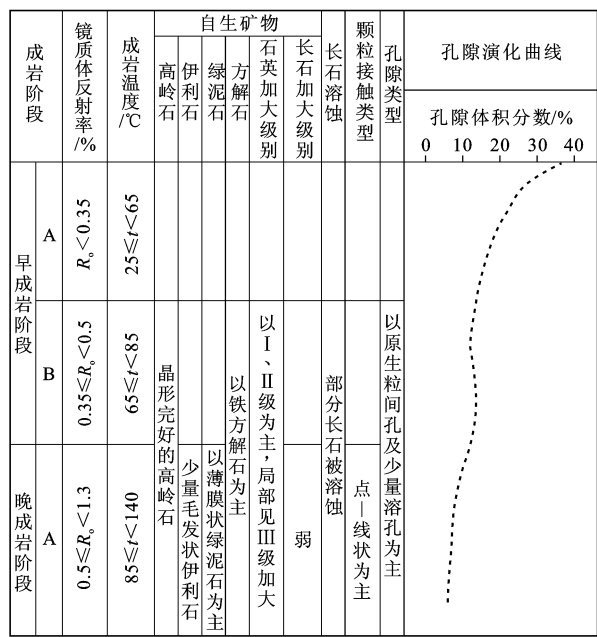 成岩阶段
镜质体反射率/%
成岩温度/℃
自生矿物
高岭石
伊利石
绿泥石
方解石
石英加大级别
长石加大级别
长石溶蚀
颗粒接触类型
孔隙类型
孔隙演化曲线
孔隙体积分数/%
0 10 20 30 40
早成岩阶段
A
Rₒ<0.35
25≤t<65
B
0.35≤Rₒ<0.5
65≤t<85
晚成岩阶段
A
0.5≤Rₒ<1.3
85≤t<140
晶形完好的高岭石
少量毛发状伊利石
以薄膜状绿泥石为主
以铁方解石为主
以Ⅰ、Ⅱ级为主，局部见Ⅲ级加大
弱
部分长石被溶蚀
点—线状为主
以原生粒间孔及少量溶孔为主